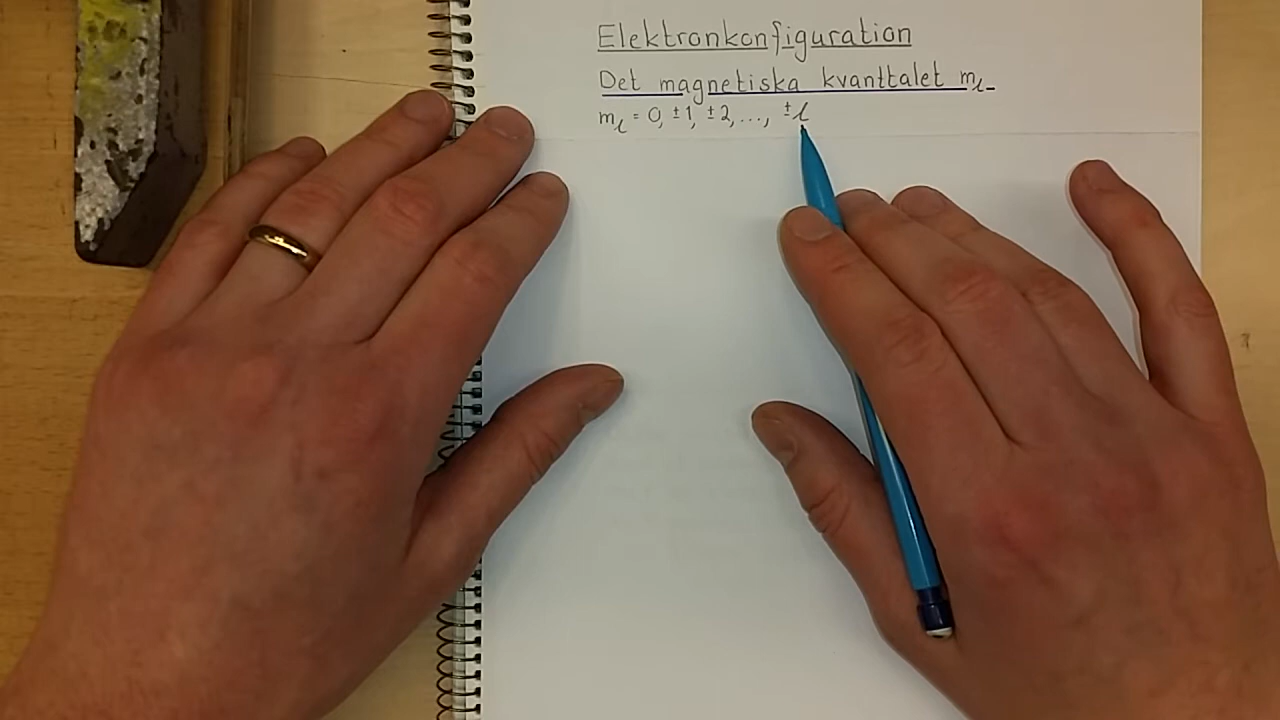 Elektronkonfiguration
Det magnetiska kvanttalet mₗ
mₗ = 0, ±1, ±2, ..., ±l